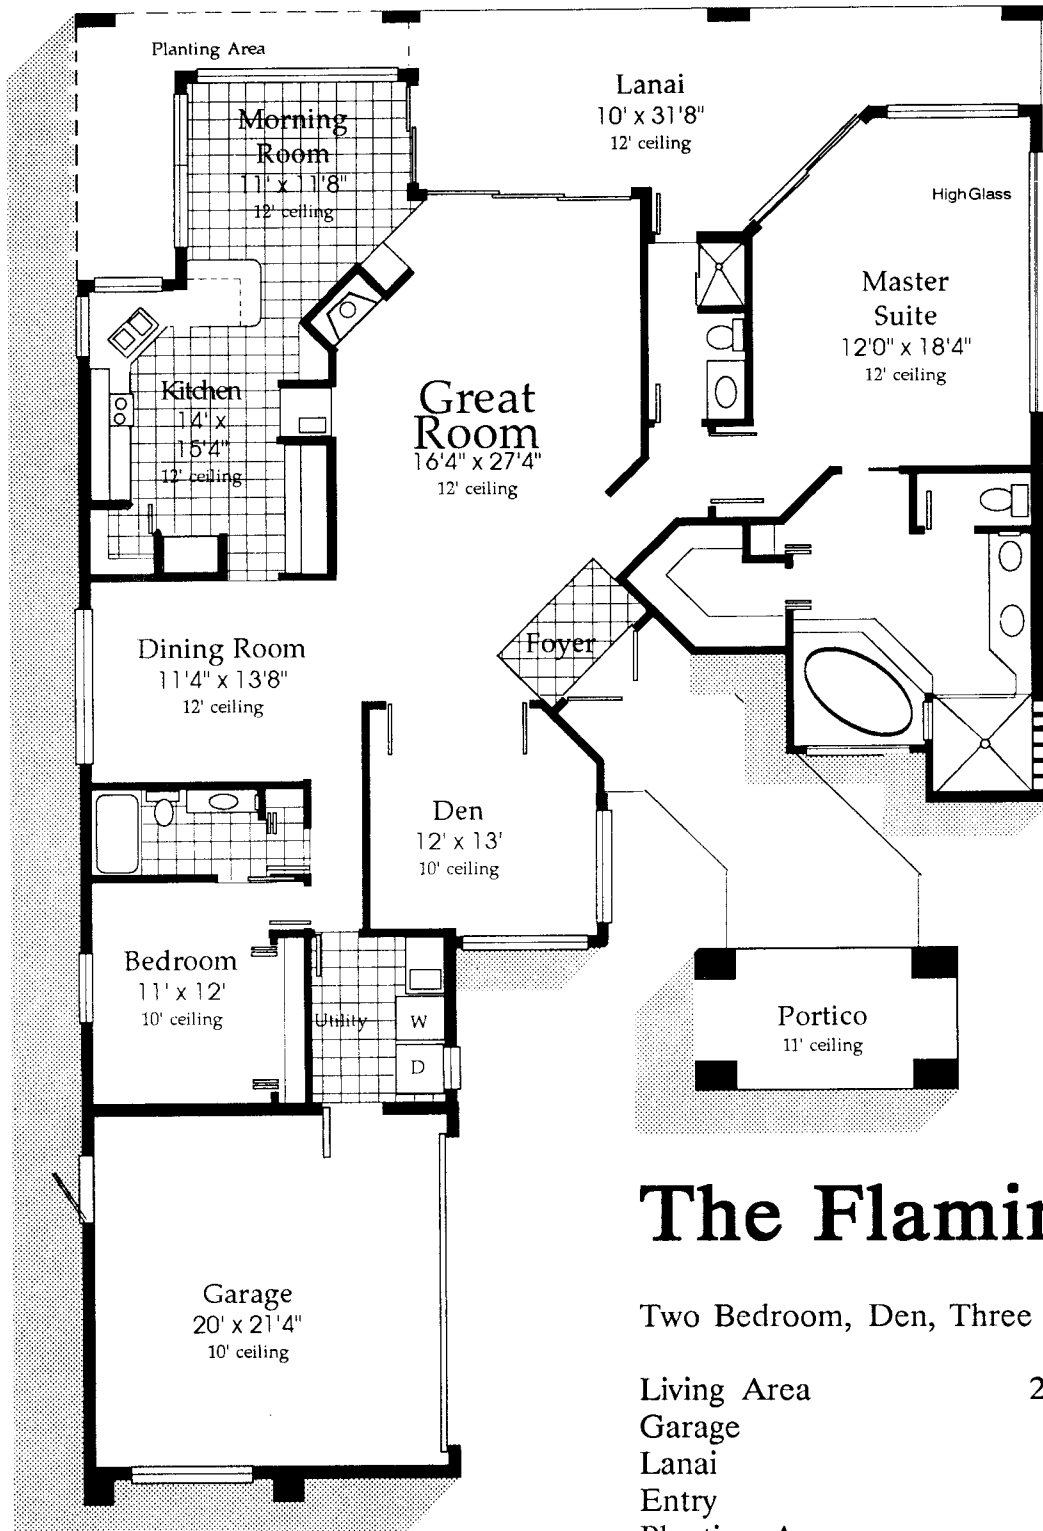 Planting Area
Lanai
10' x 31'8"
12' ceiling
Morning
Room
11' x 11'8"
12' ceiling
High Glass
Master
Suite
12'0" x 18'4"
12' ceiling
Kitchen
14' x
15'4"
12' ceiling
Great
Room
16'4" x 27'4"
12' ceiling
Foyer
Dining Room
11'4" x 13'8"
12' ceiling
Den
12' x 13'
10' ceiling
Bedroom
11' x 12'
10' ceiling
Utility
W
D
Portico
11' ceiling
Garage
20' x 21'4"
10' ceiling
The Flamin
Two Bedroom, Den, Three
Living Area 2
Garage
Lanai
Entry